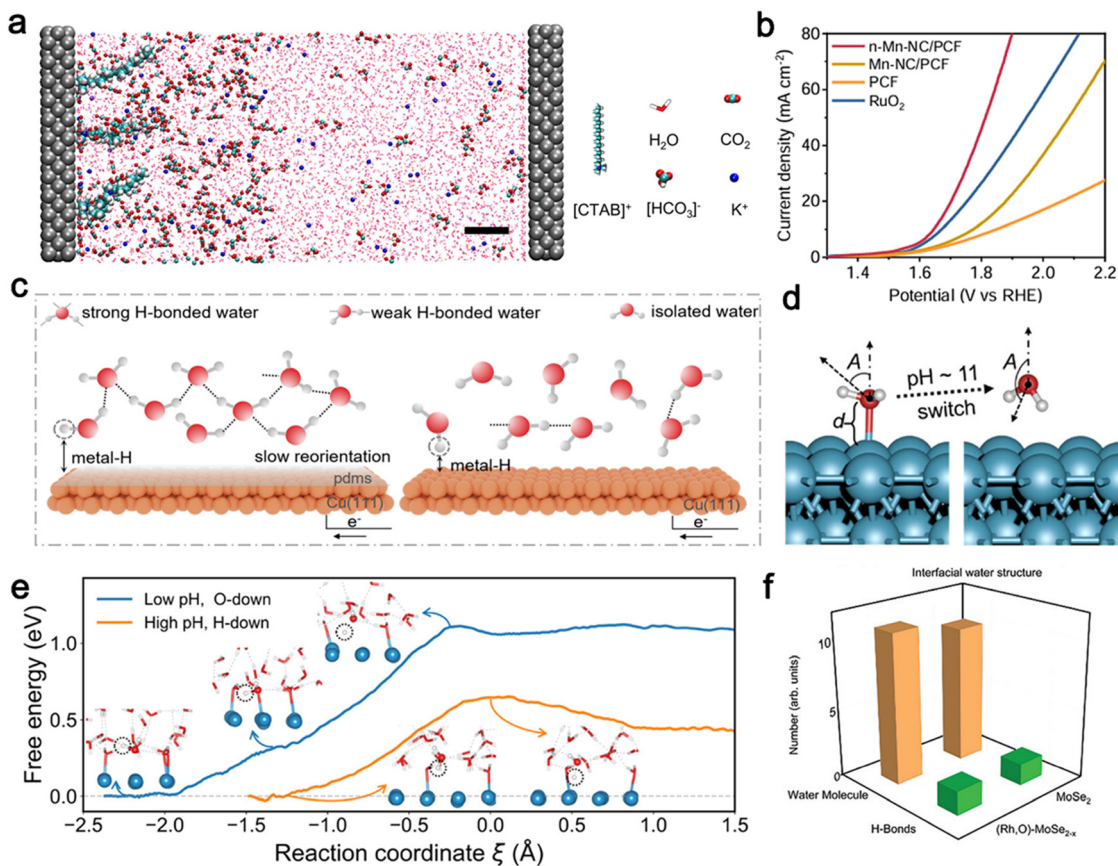 a
H₂O
CO₂
[CTAB]⁺
[HCO₃]⁻
K⁺
b
n-Mn-NC/PCF
Mn-NC/PCF
PCF
RuO₂
Current density (mA cm⁻²)
80
60
40
20
0
1.4
1.6
1.8
2.0
2.2
Potential (V vs RHE)
c
strong H-bonded water
weak H-bonded water
isolated water
metal-H
slow reorientation
pdms
Cu(111)
e⁻
metal-H
Cu(111)
e⁻
d
A
d
pH ~ 11
switch
A
e
Low pH, O-down
High pH, H-down
Free energy (eV)
1.0
0.5
0.0
−2.5
−2.0
−1.5
−1.0
−0.5
0.0
0.5
1.0
1.5
Reaction coordinate ξ (Å)
f
Interfacial water structure
Number (arb. units)
10
5
0
Water Molecule
H-Bonds
(Rh,O)-MoSe₂₋ₓ
MoSe₂